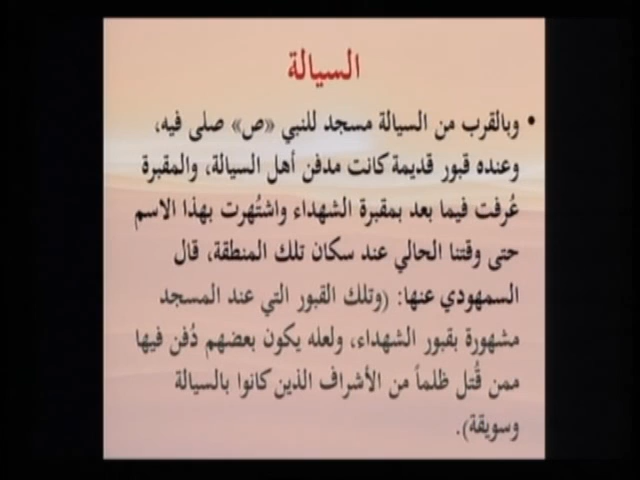 السيالة
• وبالقرب من السيالة مسجد للنبي «ص» صلى فيه،
وعنده قبور قديمة كانت مدفن أهل السيالة، والمقبرة
عُرفت فيما بعد بمقبرة الشهداء واشتُهرت بهذا الاسم
حتى وقتنا الحالي عند سكان تلك المنطقة، قال
السمهودي عنها: (وتلك القبور التي عند المسجد
مشهورة بقبور الشهداء، ولعله يكون بعضهم دُفن فيها
ممن قُتل ظلماً من الأشراف الذين كانوا بالسيالة
وسويقة).